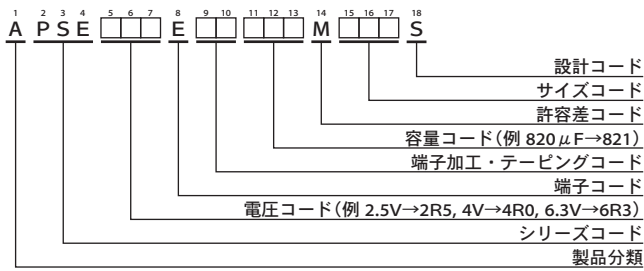 1 2 3 4 5 6 7 8 9 10 11 12 13 14 15 16 17 18
A PSE □□□ E □□ □□□ M □□□ S
設計コード
サイズコード
許容差コード
容量コード(例 820μF→821)
端子加工・テーピングコード
端子コード
電圧コード(例 2.5V→2R5, 4V→4R0, 6.3V→6R3)
シリーズコード
製品分類